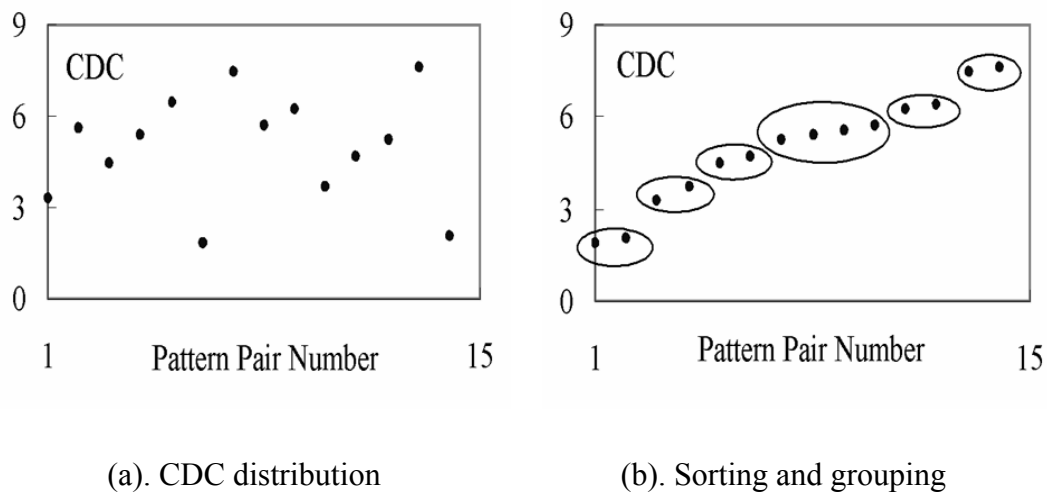 9
CDC
6
3
0
1
Pattern Pair Number
15
9
CDC
6
3
0
1
Pattern Pair Number
15
(a). CDC distribution
(b). Sorting and grouping